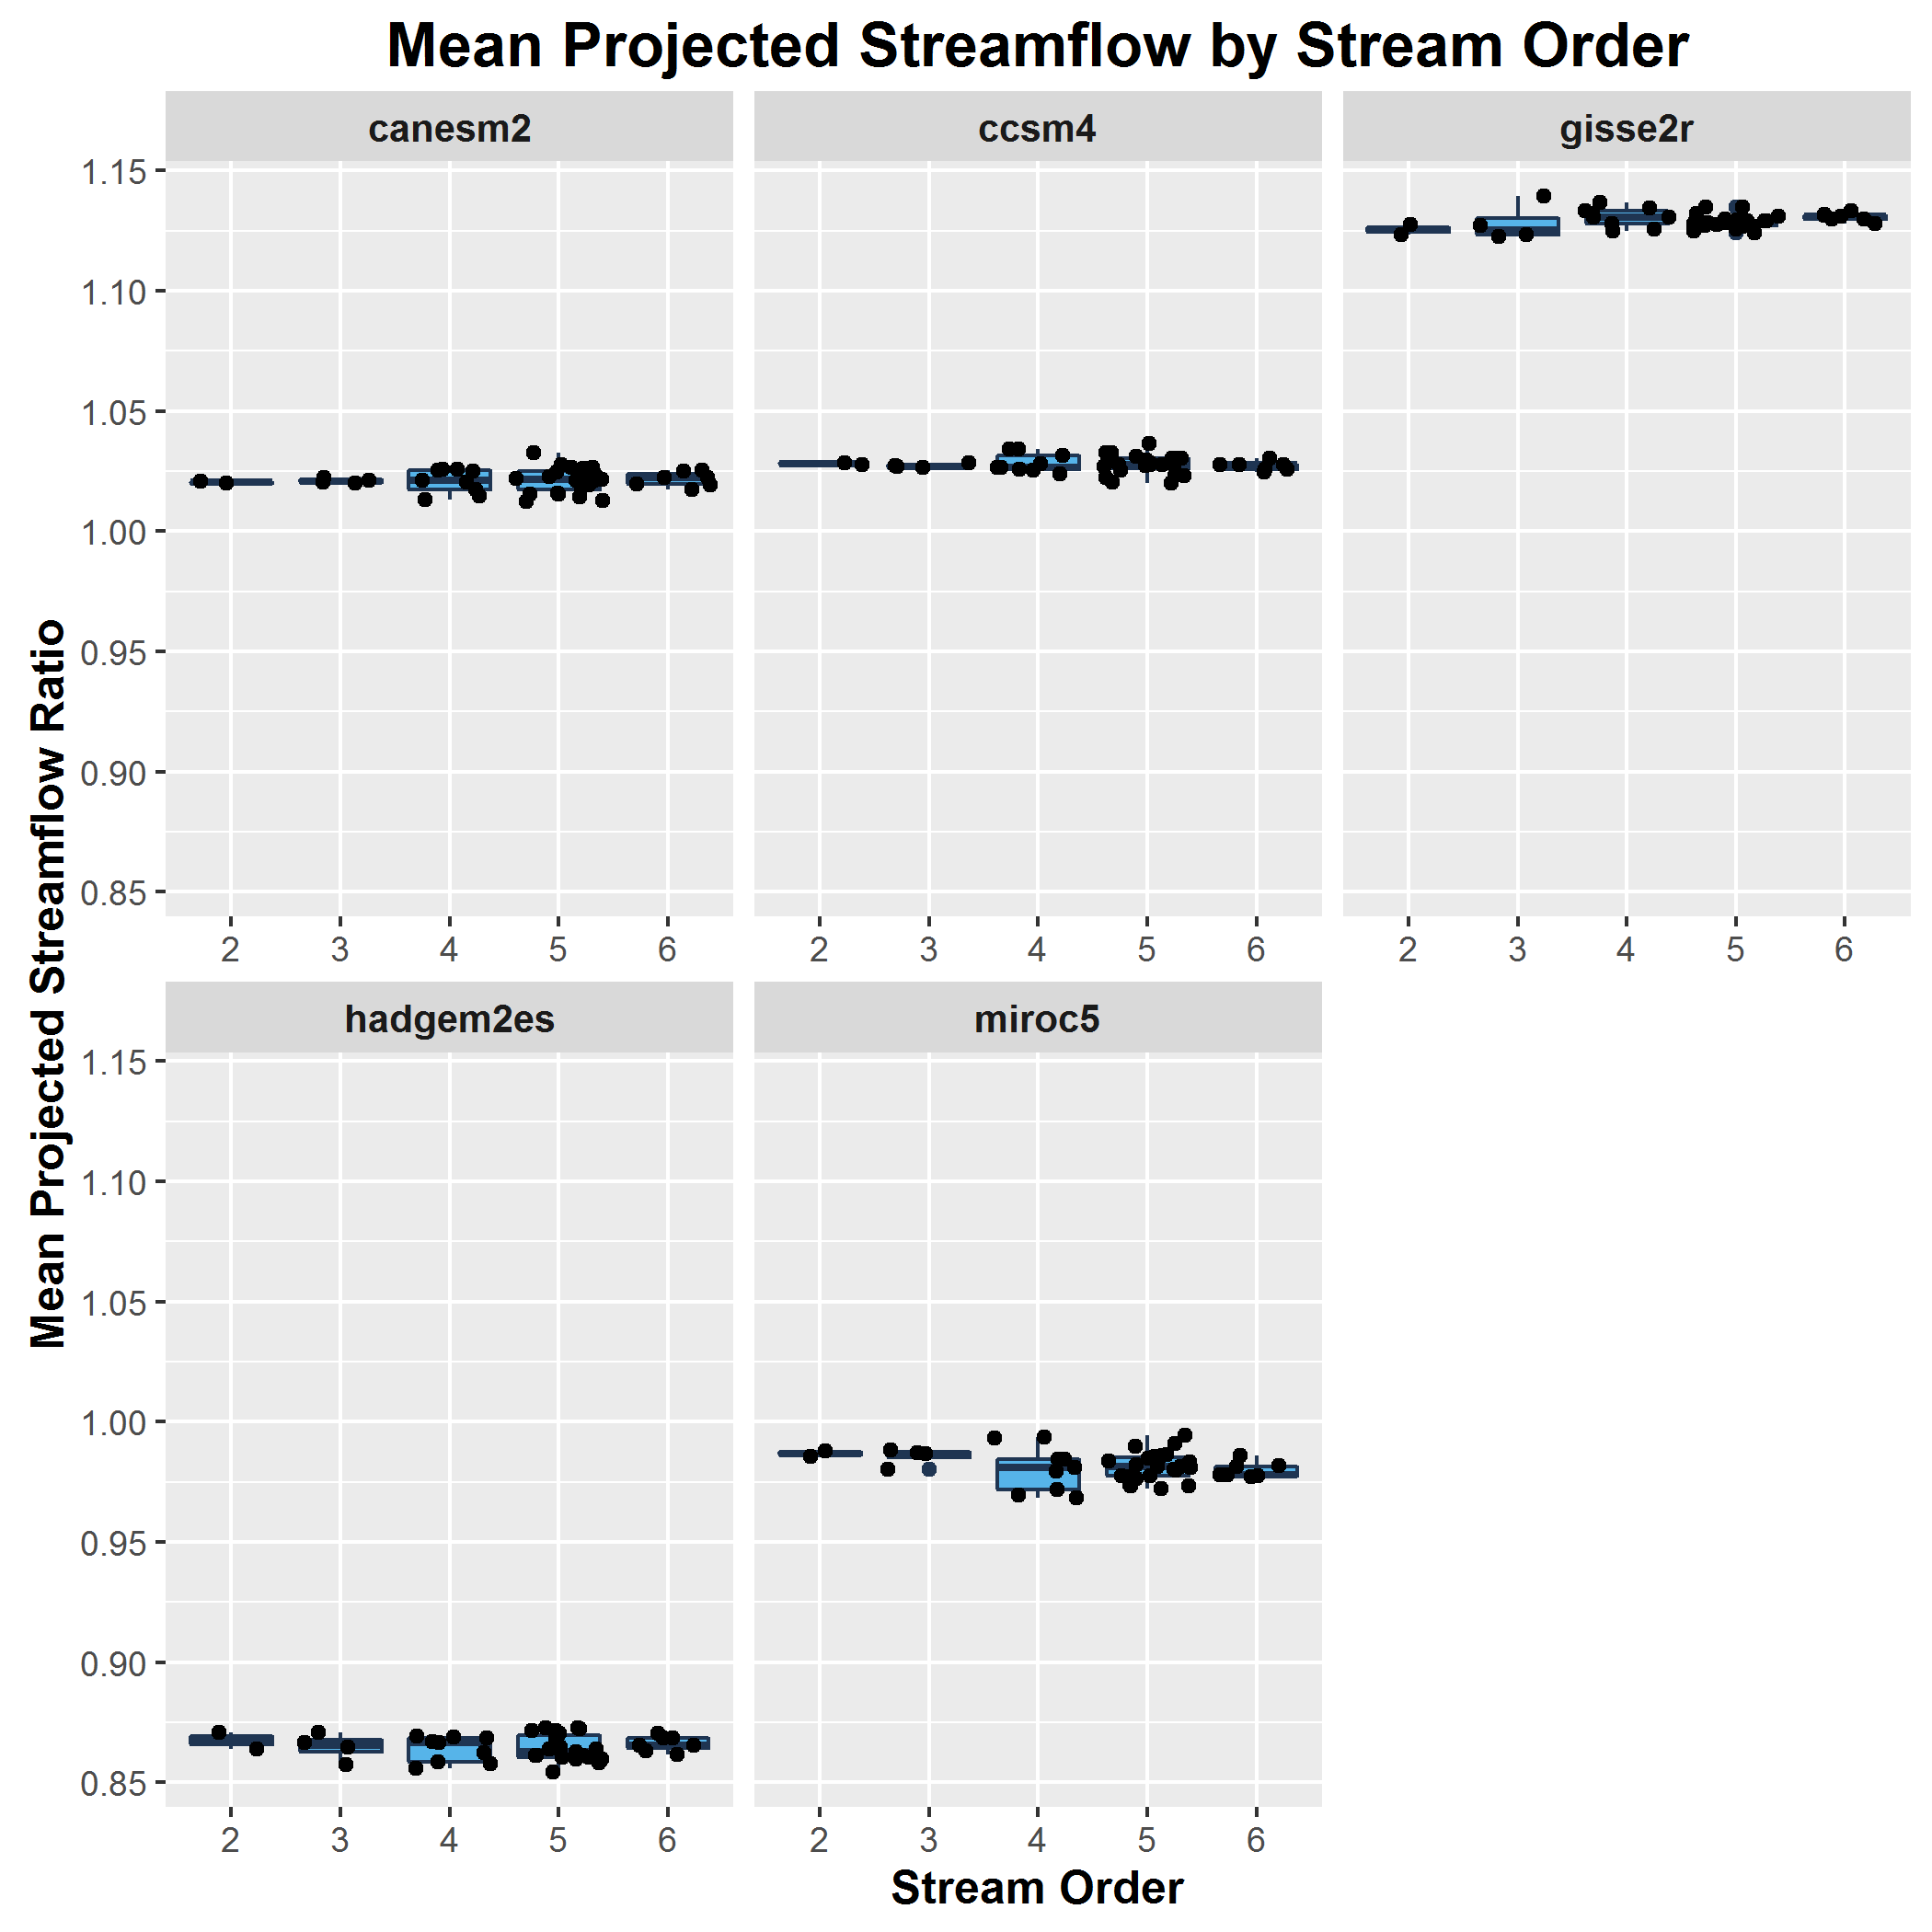 Mean Projected Streamflow by Stream Order
canesm2 ccsm4 gisse2r
Mean Projected Streamflow Ratio
1.15
1.10
1.05
1.00
0.95
0.90
0.85
2 3 4 5 6 2 3 4 5 6 2 3 4 5 6
hadgem2es miroc5
1.15
1.10
1.05
1.00
0.95
0.90
0.85
2 3 4 5 6 2 3 4 5 6
Stream Order